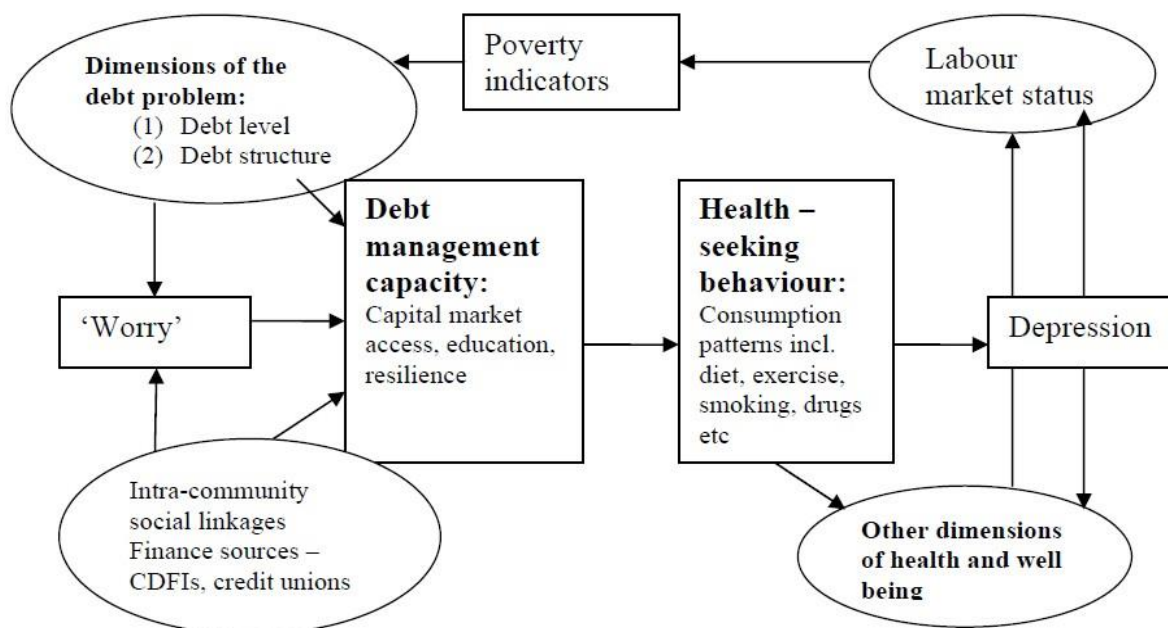 Dimensions of the
debt problem:
(1) Debt level
(2) Debt structure
Poverty
indicators
Labour
market status
‘Worry’
Debt
management
capacity:
Capital market
access, education,
resilience
Health –
seeking
behaviour:
Consumption
patterns incl.
diet, exercise,
smoking, drugs
etc
Depression
Intra-community
social linkages
Finance sources –
CDFIs, credit unions
Other dimensions
of health and well
being